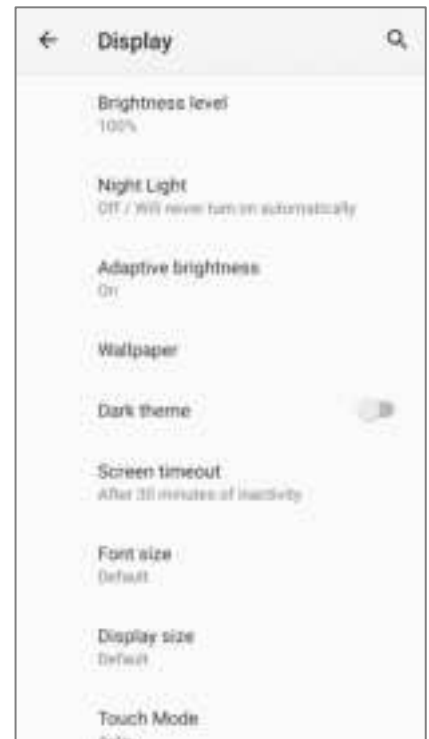 Display
Brightness level
100%
Night Light
Off / Will never turn on automatically
Adaptive brightness
On
Wallpaper
Dark theme
Screen timeout
After 30 minutes of inactivity
Font size
Default
Display size
Default
Touch Mode